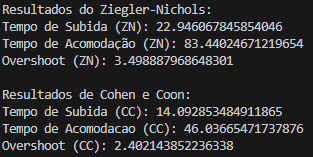 Resultados do Ziegler-Nichols:
Tempo de Subida (ZN): 22.946067845854046
Tempo de Acomodação (ZN): 83.44024671219654
Overshoot (ZN): 3.498887968648301
Resultados de Cohen e Coon:
Tempo de Subida (CC): 14.092853484911865
Tempo de Acomodacao (CC): 46.03665471737876
Overshoot (CC): 2.402143852236338